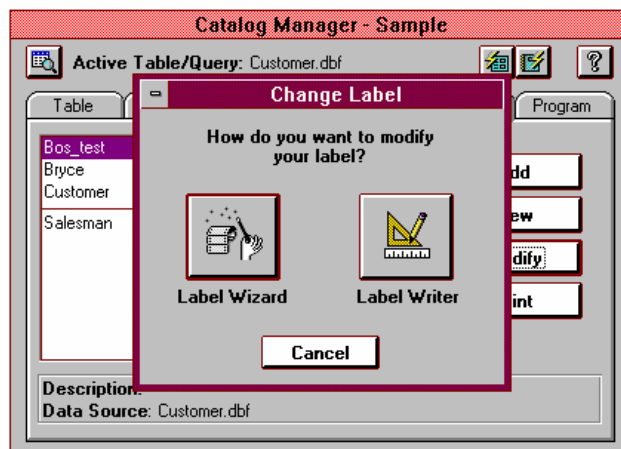 Catalog Manager - Sample
Active Table/Query: Customer.dbf
?
Change Label
Table
Program
How do you want to modify
your label?
Bos_test
Bryce
Customer
Salesman
dd
ew
dify
int
Label Wizard
Label Writer
Cancel
Description:
Data Source: Customer.dbf